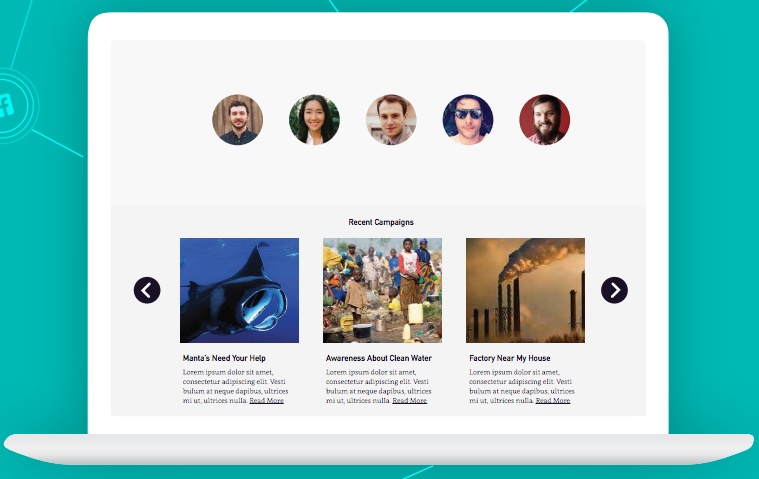 f
Recent Campaigns
Manta's Need Your Help
Lorem ipsum dolor sit amet,
consectetur adipiscing elit. Vesti
bulum at neque dapibus, ultrices
mi ut, ultrices nulla. Read More
Awareness About Clean Water
Lorem ipsum dolor sit amet,
consectetur adipiscing elit. Vesti
bulum at neque dapibus, ultrices
mi ut, ultrices nulla. Read More
Factory Near My House
Lorem ipsum dolor sit amet,
consectetur adipiscing elit. Vesti
bulum at neque dapibus, ultrices
mi ut, ultrices nulla. Read More